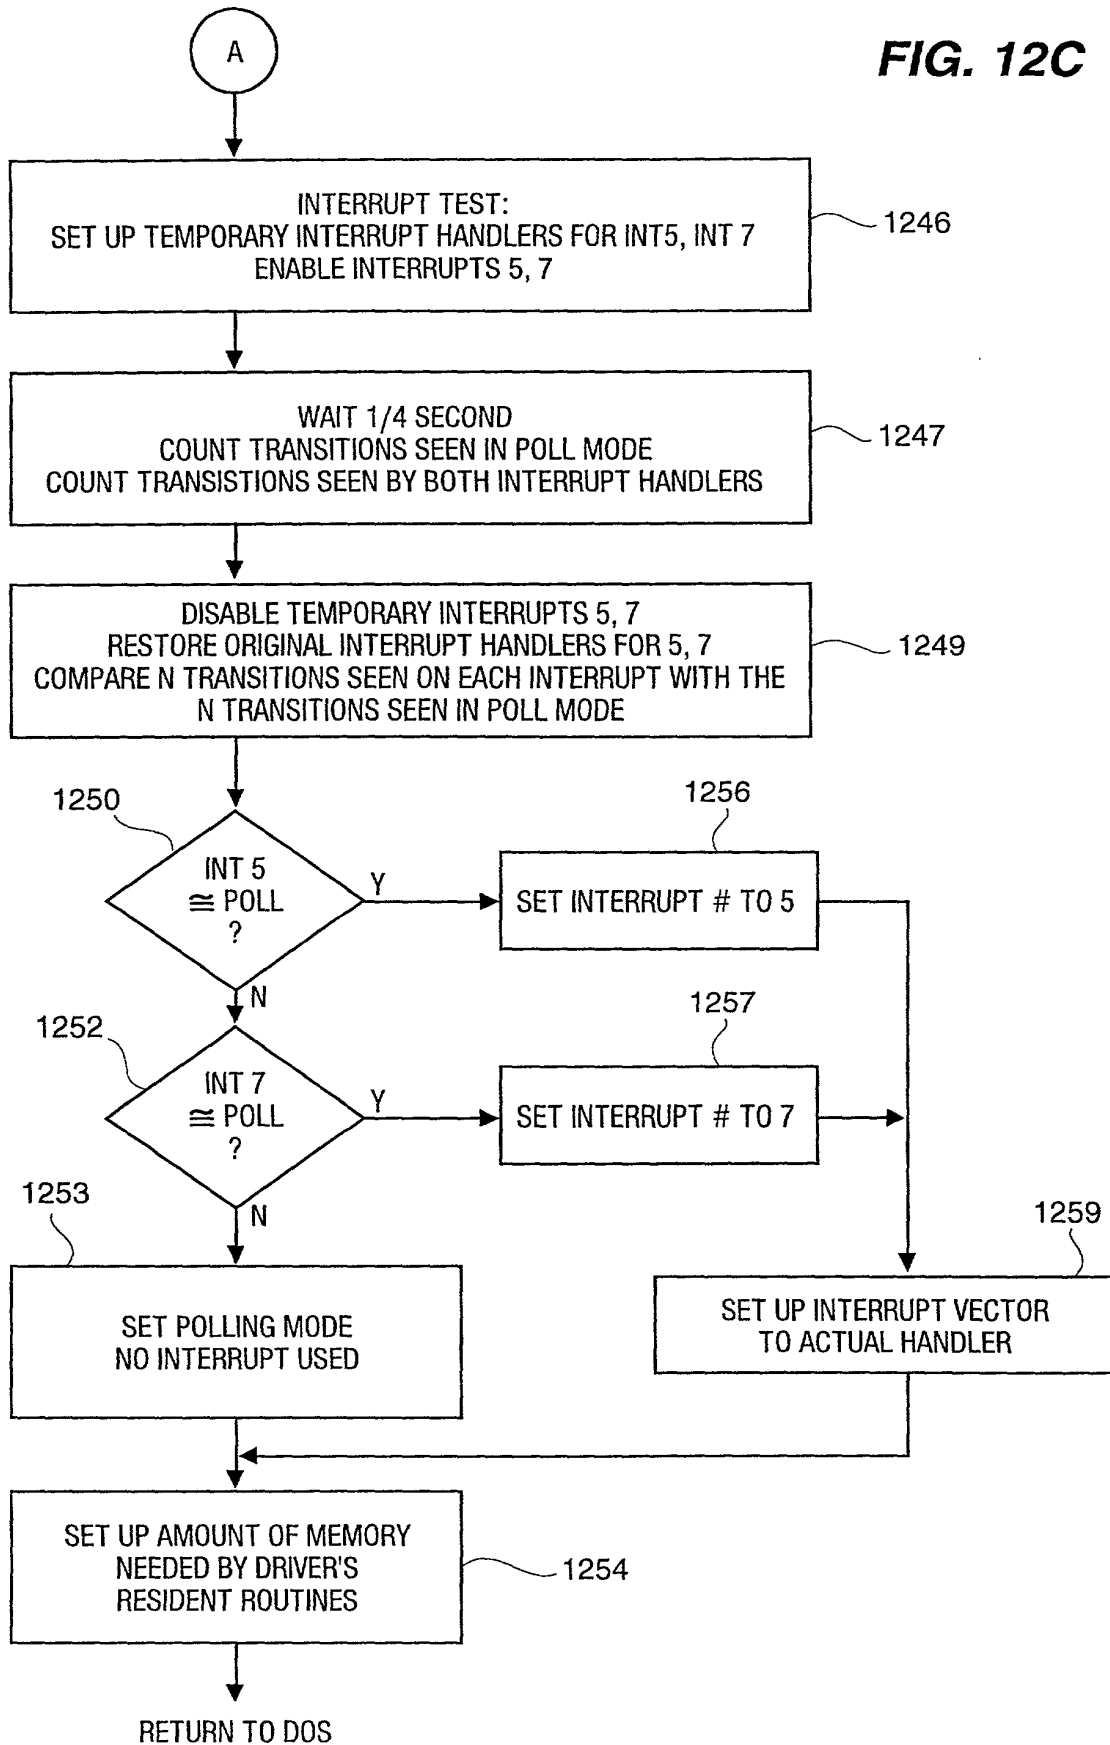 A
FIG. 12C
INTERRUPT TEST:
SET UP TEMPORARY INTERRUPT HANDLERS FOR INT5, INT 7
ENABLE INTERRUPTS 5, 7
1246
WAIT 1/4 SECOND
COUNT TRANSITIONS SEEN IN POLL MODE
COUNT TRANSISTIONS SEEN BY BOTH INTERRUPT HANDLERS
1247
DISABLE TEMPORARY INTERRUPTS 5, 7
RESTORE ORIGINAL INTERRUPT HANDLERS FOR 5, 7
COMPARE N TRANSITIONS SEEN ON EACH INTERRUPT WITH THE
N TRANSITIONS SEEN IN POLL MODE
1249
1250
INT 5
≅ POLL
?
Y
N
1256
SET INTERRUPT # TO 5
1252
INT 7
≅ POLL
?
Y
N
1257
SET INTERRUPT # TO 7
1253
SET POLLING MODE
NO INTERRUPT USED
1259
SET UP INTERRUPT VECTOR
TO ACTUAL HANDLER
SET UP AMOUNT OF MEMORY
NEEDED BY DRIVER'S
RESIDENT ROUTINES
1254
RETURN TO DOS